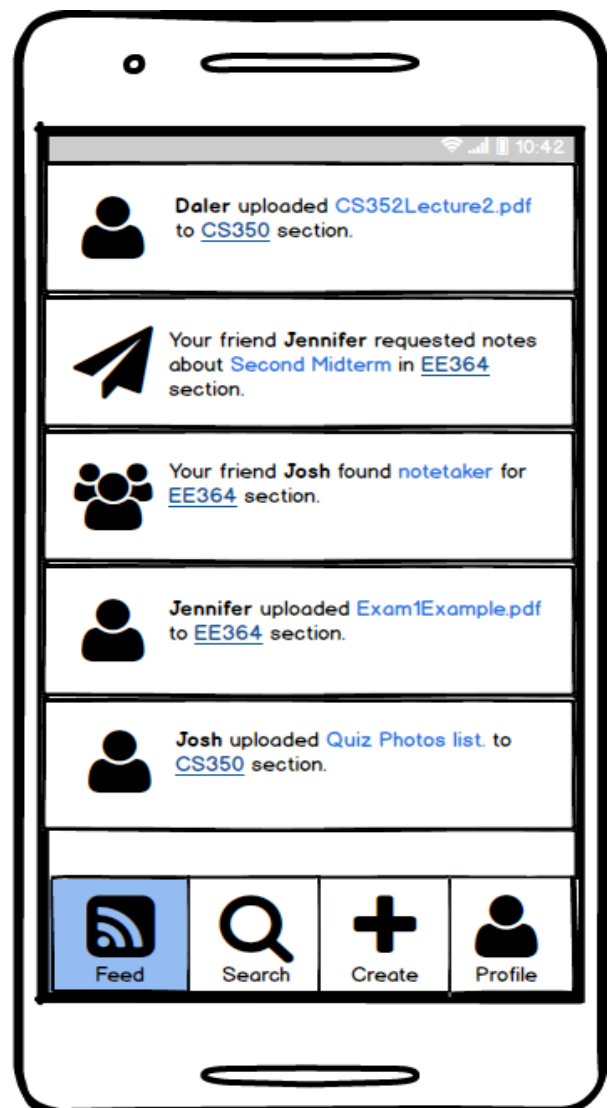 10:42
Daler uploaded CS352Lecture2.pdf
to CS350 section.
Your friend Jennifer requested notes
about Second Midterm in EE364
section.
Your friend Josh found notetaker for
EE364 section.
Jennifer uploaded Exam1Example.pdf
to EE364 section.
Josh uploaded Quiz Photos list. to
CS350 section.
Feed
Search
Create
Profile